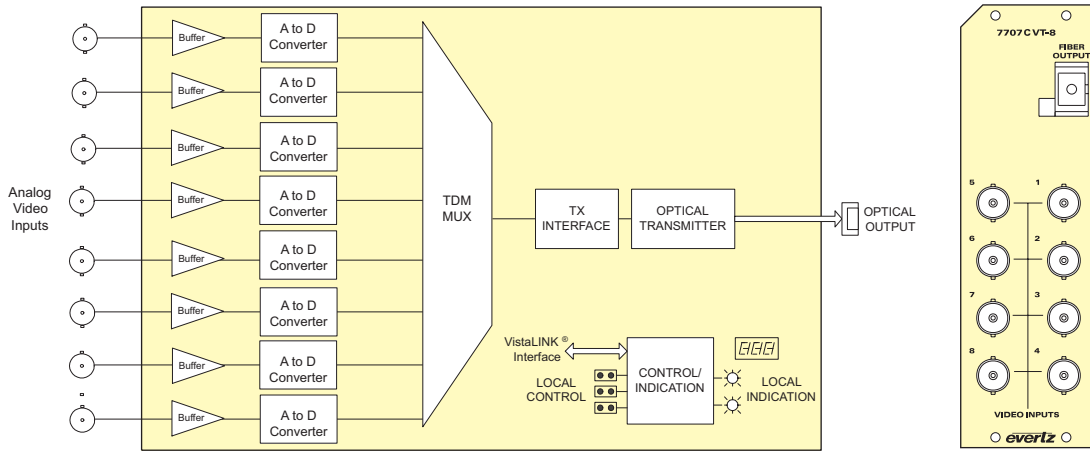 Analog
Video
Inputs
Buffer
A to D
Converter
Buffer
A to D
Converter
Buffer
A to D
Converter
Buffer
A to D
Converter
Buffer
A to D
Converter
Buffer
A to D
Converter
Buffer
A to D
Converter
Buffer
A to D
Converter
TDM
MUX
TX
INTERFACE
OPTICAL
TRANSMITTER
OPTICAL
OUTPUT
VistaLINK ®
Interface
LOCAL
CONTROL
CONTROL/
INDICATION
888
LOCAL
INDICATION
7707CVT-8
FIBER
OUTPUT
5 1
6 2
7 3
8 4
VIDEO INPUTS
evertz